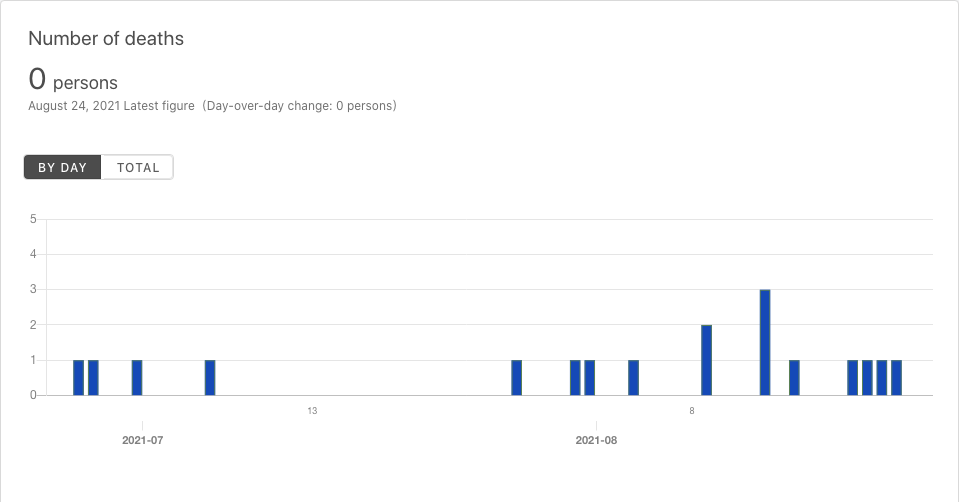 Number of deaths
0 persons
August 24, 2021 Latest figure (Day-over-day change: 0 persons)
BY DAY TOTAL
5
4
3
2
1
0
13 8
2021-07 2021-08